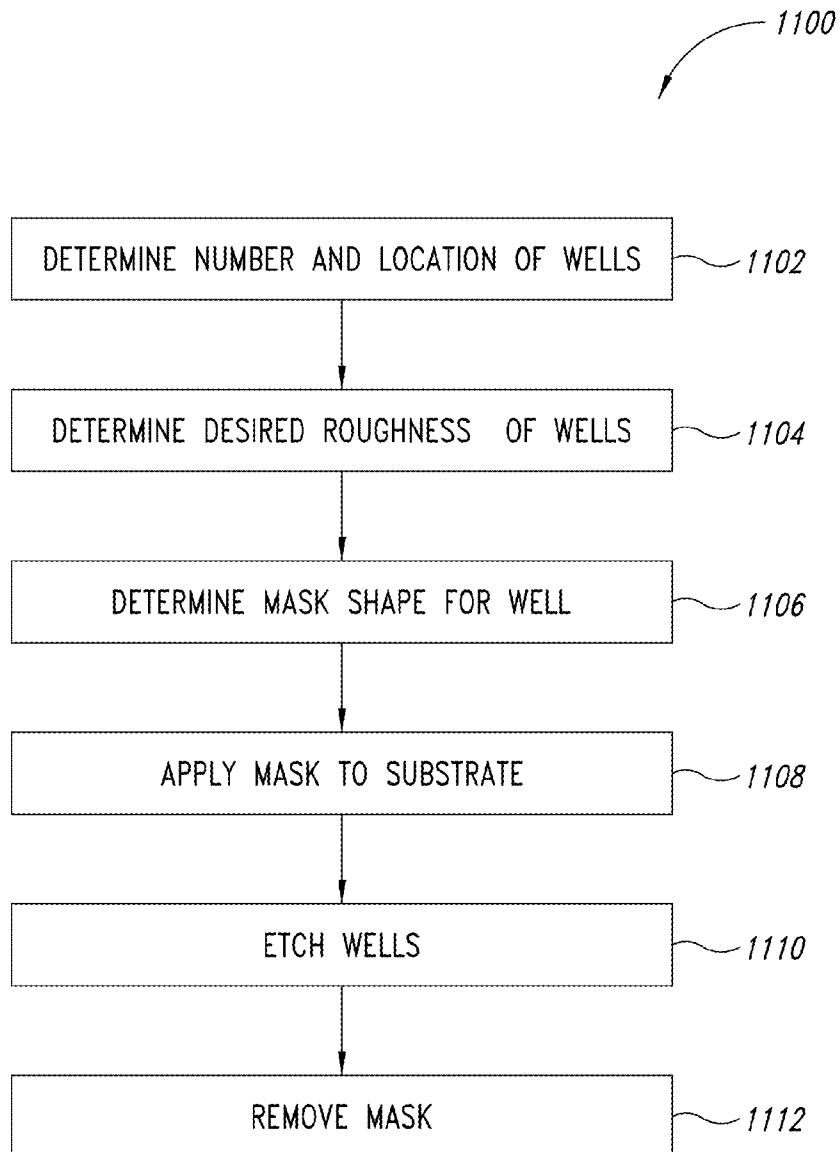 1100
DETERMINE NUMBER AND LOCATION OF WELLS 1102
DETERMINE DESIRED ROUGHNESS OF WELLS 1104
DETERMINE MASK SHAPE FOR WELL 1106
APPLY MASK TO SUBSTRATE 1108
ETCH WELLS 1110
REMOVE MASK 1112